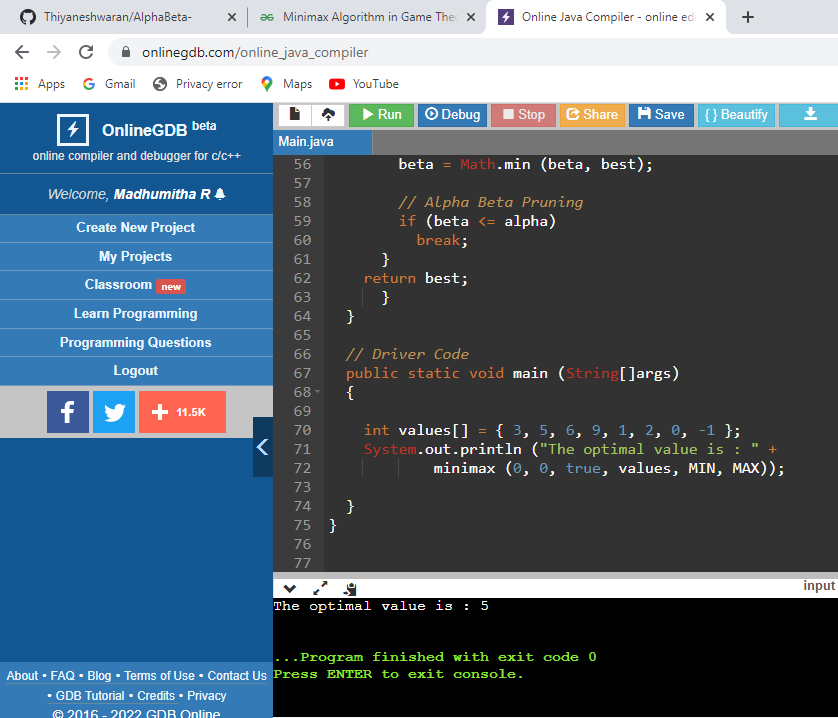 Thiyaneshwaran/AlphaBeta-
Minimax Algorithm in Game Theo
Online Java Compiler - online edi
onlinegdb.com/online_java_compiler
Apps Gmail Privacy error Maps YouTube
OnlineGDB beta
online compiler and debugger for c/c++
Welcome, Madhumitha R
Create New Project
My Projects
Classroom new
Learn Programming
Programming Questions
Logout
f + 11.5K
About • FAQ • Blog • Terms of Use • Contact Us
• GDB Tutorial • Credits • Privacy
© 2016 - 2022 GDB Online
Run Debug Stop Share Save { } Beautify
Main.java
56 beta = Math.min (beta, best);
57
58 // Alpha Beta Pruning
59 if (beta <= alpha)
60 break;
61 }
62 return best;
63 }
64 }
65
66 // Driver Code
67 public static void main (String[]args)
68 {
69
70 int values[] = { 3, 5, 6, 9, 1, 2, 0, -1 };
71 System.out.println ("The optimal value is : " +
72 minimax (0, 0, true, values, MIN, MAX));
73
74 }
75 }
76
77
input
The optimal value is : 5
...Program finished with exit code 0
Press ENTER to exit console.